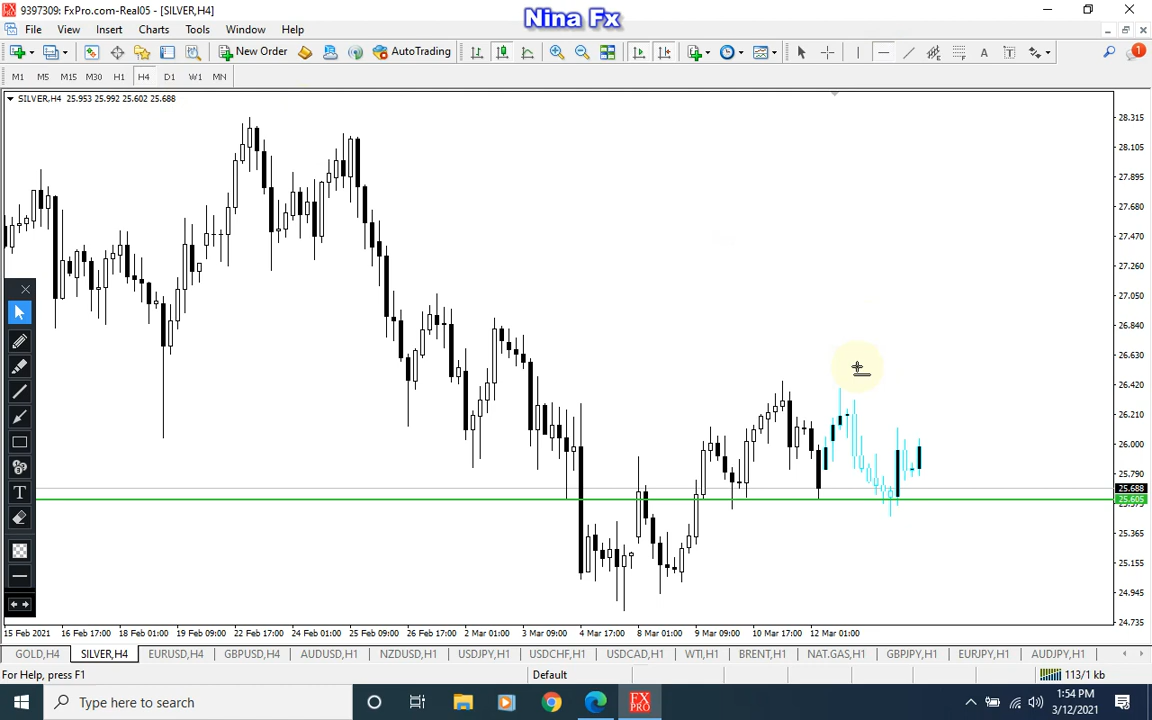 9397309: FxPro.com-Real05 - [SILVER,H4]
Nina Fx
File View Insert Charts Tools Window Help
New Order AutoTrading
M1 M5 M15 M30 H1 H4 D1 W1 MN
SILVER,H4 25.953 25.992 25.602 25.688
28.315
28.105
27.895
27.680
27.470
27.260
27.050
26.840
26.630
26.420
26.210
26.000
25.790
25.688
25.605
25.365
25.155
24.945
24.735
15 Feb 2021 16 Feb 17:00 18 Feb 01:00 19 Feb 09:00 22 Feb 17:00 24 Feb 01:00 25 Feb 09:00 26 Feb 17:00 2 Mar 01:00 3 Mar 09:00 4 Mar 17:00 8 Mar 01:00 9 Mar 09:00 10 Mar 17:00 12 Mar 01:00
GOLD,H4 SILVER,H4 EURUSD,H4 GBPUSD,H4 AUDUSD,H1 NZDUSD,H1 USDJPY,H1 USDCHF,H1 USDCAD,H1 WTI,H1 BRENT,H1 NAT.GAS,H1 GBPJPY,H1 EURJPY,H1 AUDJPY,H1
For Help, press F1 Default 113/1 kb
Type here to search
FX PRO
1:54 PM
3/12/2021